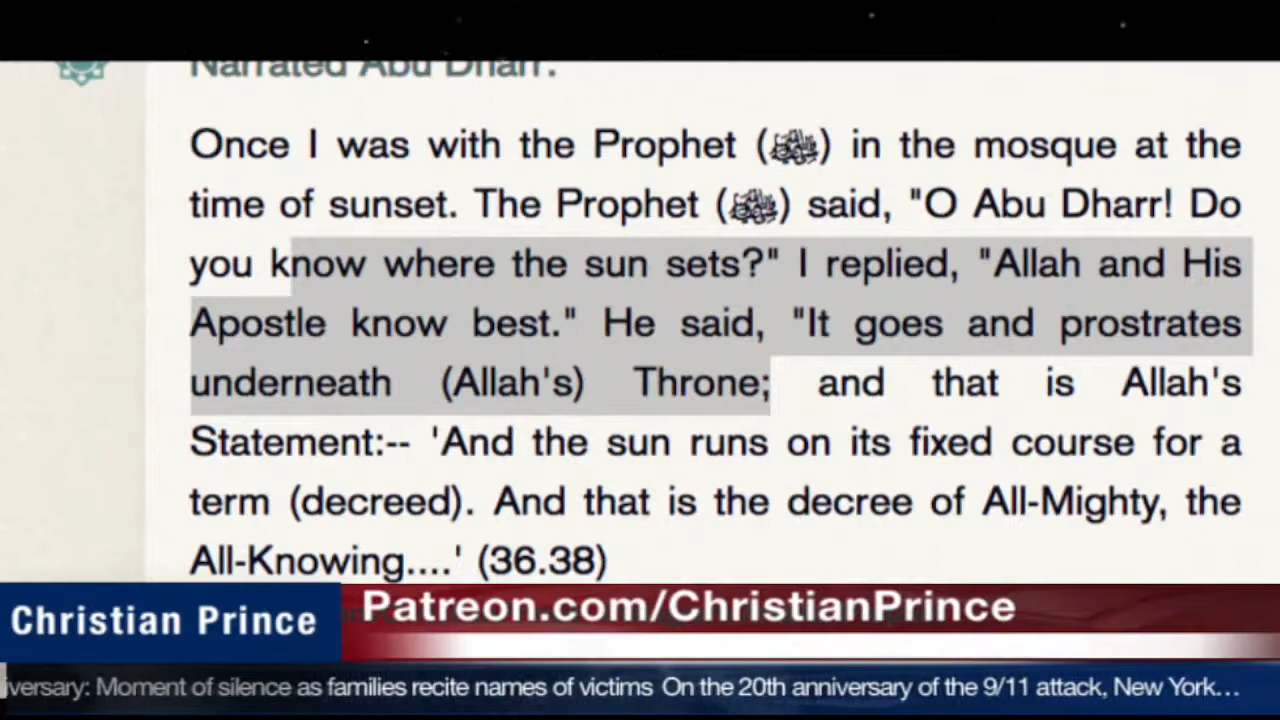 Narrated Abu Dharr:
Once I was with the Prophet (ﷺ) in the mosque at the
time of sunset. The Prophet (ﷺ) said, "O Abu Dharr! Do
you know where the sun sets?" I replied, "Allah and His
Apostle know best." He said, "It goes and prostrates
underneath (Allah's) Throne; and that is Allah's
Statement:-- 'And the sun runs on its fixed course for a
term (decreed). And that is the decree of All-Mighty, the
All-Knowing....' (36.38)
Christian Prince
Patreon.com/ChristianPrince
iversary: Moment of silence as families recite names of victims On the 20th anniversary of the 9/11 attack, New York...